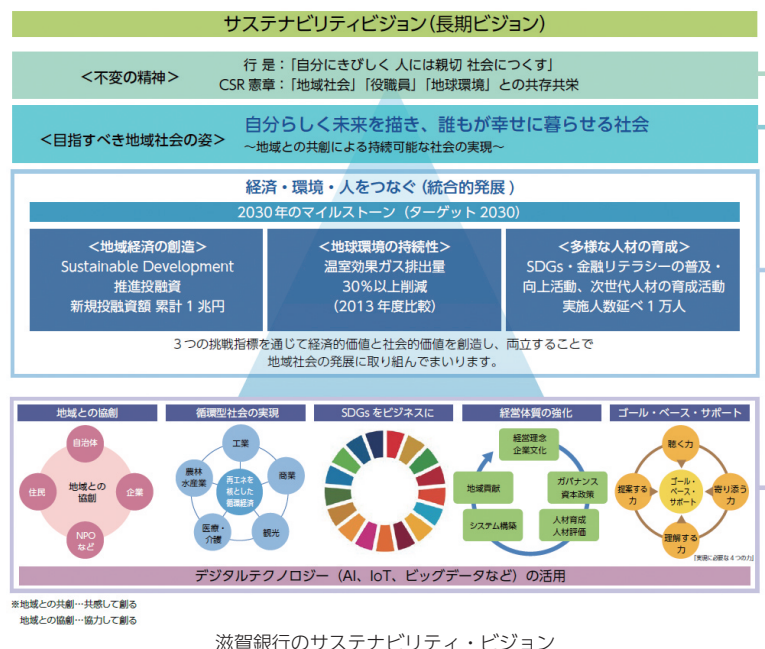 サステナビリティビジョン（長期ビジョン）
＜不変の精神＞
行 是：「自分にきびしく 人には親切 社会につくす」
CSR 憲章：「地域社会」「役職員」「地球環境」との共存共栄
＜目指すべき地域社会の姿＞
自分らしく未来を描き、誰もが幸せに暮らせる社会
～地域との共創による持続可能な社会の実現～
経済・環境・人をつなぐ（統合的発展）
2030年のマイルストーン（ターゲット2030）
＜地域経済の創造＞
Sustainable Development
推進投融資
新規投融資額 累計１兆円
＜地球環境の持続性＞
温室効果ガス排出量
30％以上削減
（2013 年度比較）
＜多様な人材の育成＞
SDGs・金融リテラシーの普及・
向上活動、次世代人材の育成活動
実施人数延べ１万人
３つの挑戦指標を通じて経済的価値と社会的価値を創造し、両立することで
地域社会の発展に取り組んでまいります。
地域との協創
自治体
住民
地域との
協創
企業
NPO
など
循環型社会の実現
工業
農林
水産業
商業
再エネを
核とした
循環経済
医療・
介護
観光
SDGsをビジネスに
経営体質の強化
経営理念
企業文化
地域貢献
ガバナンス
資本政策
システム構築
人材育成
人材評価
ゴール・ベース・サポート
聴く力
提案する
力
ゴール・
ベース・
サポート
寄り添う
力
理解する
力
「実施に必要な４つの力」
デジタルテクノロジー（AI、IoT、ビッグデータなど）の活用
※地域との共創…共感して創る
地域との協創…協力して創る
滋賀銀行のサステナビリティ・ビジョン